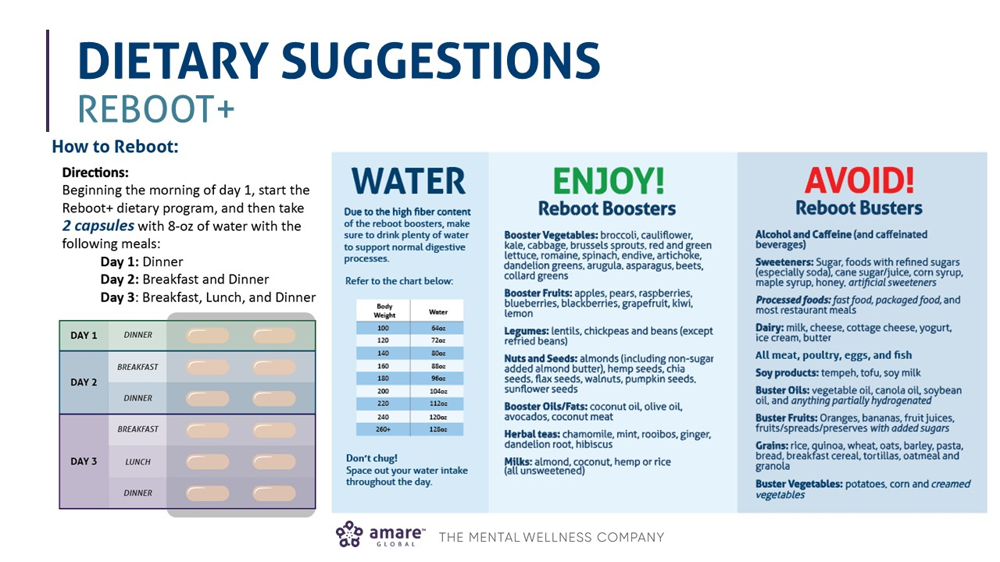 DIETARY SUGGESTIONS
REBOOT+
How to Reboot:
Directions:
Beginning the morning of day 1, start the
Reboot+ dietary program, and then take
2 capsules with 8-oz of water with the
following meals:
Day 1: Dinner
Day 2: Breakfast and Dinner
Day 3: Breakfast, Lunch, and Dinner
DAY 1
DINNER
DAY 2
BREAKFAST
DINNER
DAY 3
BREAKFAST
LUNCH
DINNER
WATER
Due to the high fiber content
of the reboot boosters, make
sure to drink plenty of water
to support normal digestive
processes.
Refer to the chart below:
Body Weight Water
100 64oz
120 72oz
140 80oz
160 88oz
180 96oz
200 104oz
220 112oz
240 120oz
260+ 128oz
Don't chug!
Space out your water intake
throughout the day.
ENJOY!
Reboot Boosters
Booster Vegetables: broccoli, cauliflower,
kale, cabbage, brussels sprouts, red and green
lettuce, romaine, spinach, endive, artichoke,
dandelion greens, arugula, asparagus, beets,
collard greens
Booster Fruits: apples, pears, raspberries,
blueberries, blackberries, grapefruit, kiwi,
lemon
Legumes: lentils, chickpeas and beans (except
refried beans)
Nuts and Seeds: almonds (including non-sugar
added almond butter), hemp seeds, chia
seeds, flax seeds, walnuts, pumpkin seeds,
sunflower seeds
Booster Oils/Fats: coconut oil, olive oil,
avocados, coconut meat
Herbal teas: chamomile, mint, rooibos, ginger,
dandelion root, hibiscus
Milks: almond, coconut, hemp or rice
(all unsweetened)
AVOID!
Reboot Busters
Alcohol and Caffeine (and caffeinated
beverages)
Sweeteners: Sugar, foods with refined sugars
(especially soda), cane sugar/juice, corn syrup,
maple syrup, honey, artificial sweeteners
Processed foods: fast food, packaged food, and
most restaurant meals
Dairy: milk, cheese, cottage cheese, yogurt,
ice cream, butter
All meat, poultry, eggs, and fish
Soy products: tempeh, tofu, soy milk
Buster Oils: vegetable oil, canola oil, soybean
oil, and anything partially hydrogenated
Buster Fruits: Oranges, bananas, fruit juices,
fruits/spreads/preserves with added sugars
Grains: rice, quinoa, wheat, oats, barley, pasta,
bread, breakfast cereal, tortillas, oatmeal and
granola
Buster Vegetables: potatoes, corn and creamed
vegetables
amare™
GLOBAL
THE MENTAL WELLNESS COMPANY